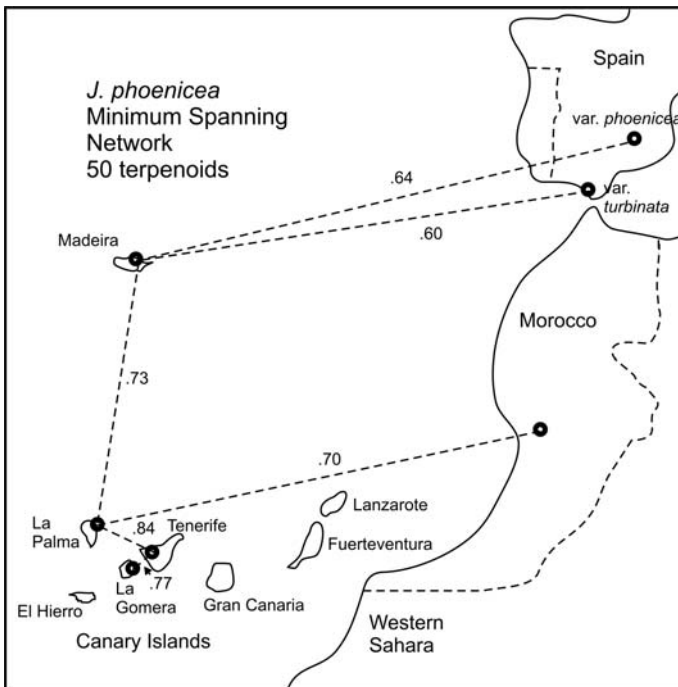 J. phoenicea
Minimum Spanning
Network
50 terpenoids
Spain
var. phoenicea
var.
turbinata
.64
.60
Madeira
Morocco
.73
.70
La
Palma
.84
Tenerife
Lanzarote
Fuerteventura
.77
La
Gomera
El Hierro
Gran Canaria
Canary Islands
Western
Sahara